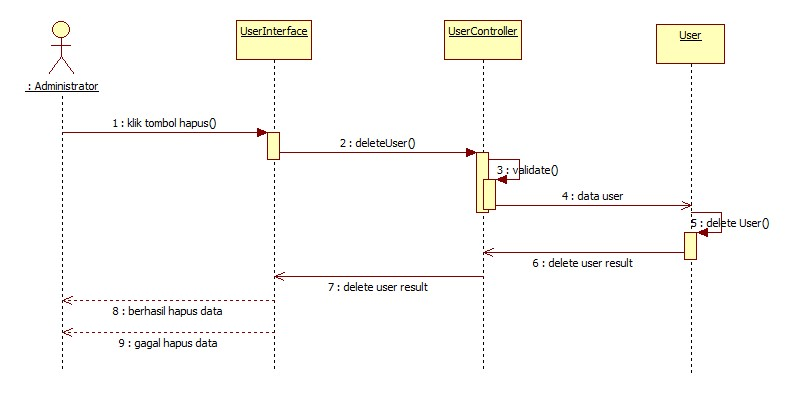 UserInterface
UserController
User
: Administrator
1 : klik tombol hapus()
2 : deleteUser()
3 : validate()
4 : data user
5 : delete User()
6 : delete user result
7 : delete user result
8 : berhasil hapus data
9 : gagal hapus data